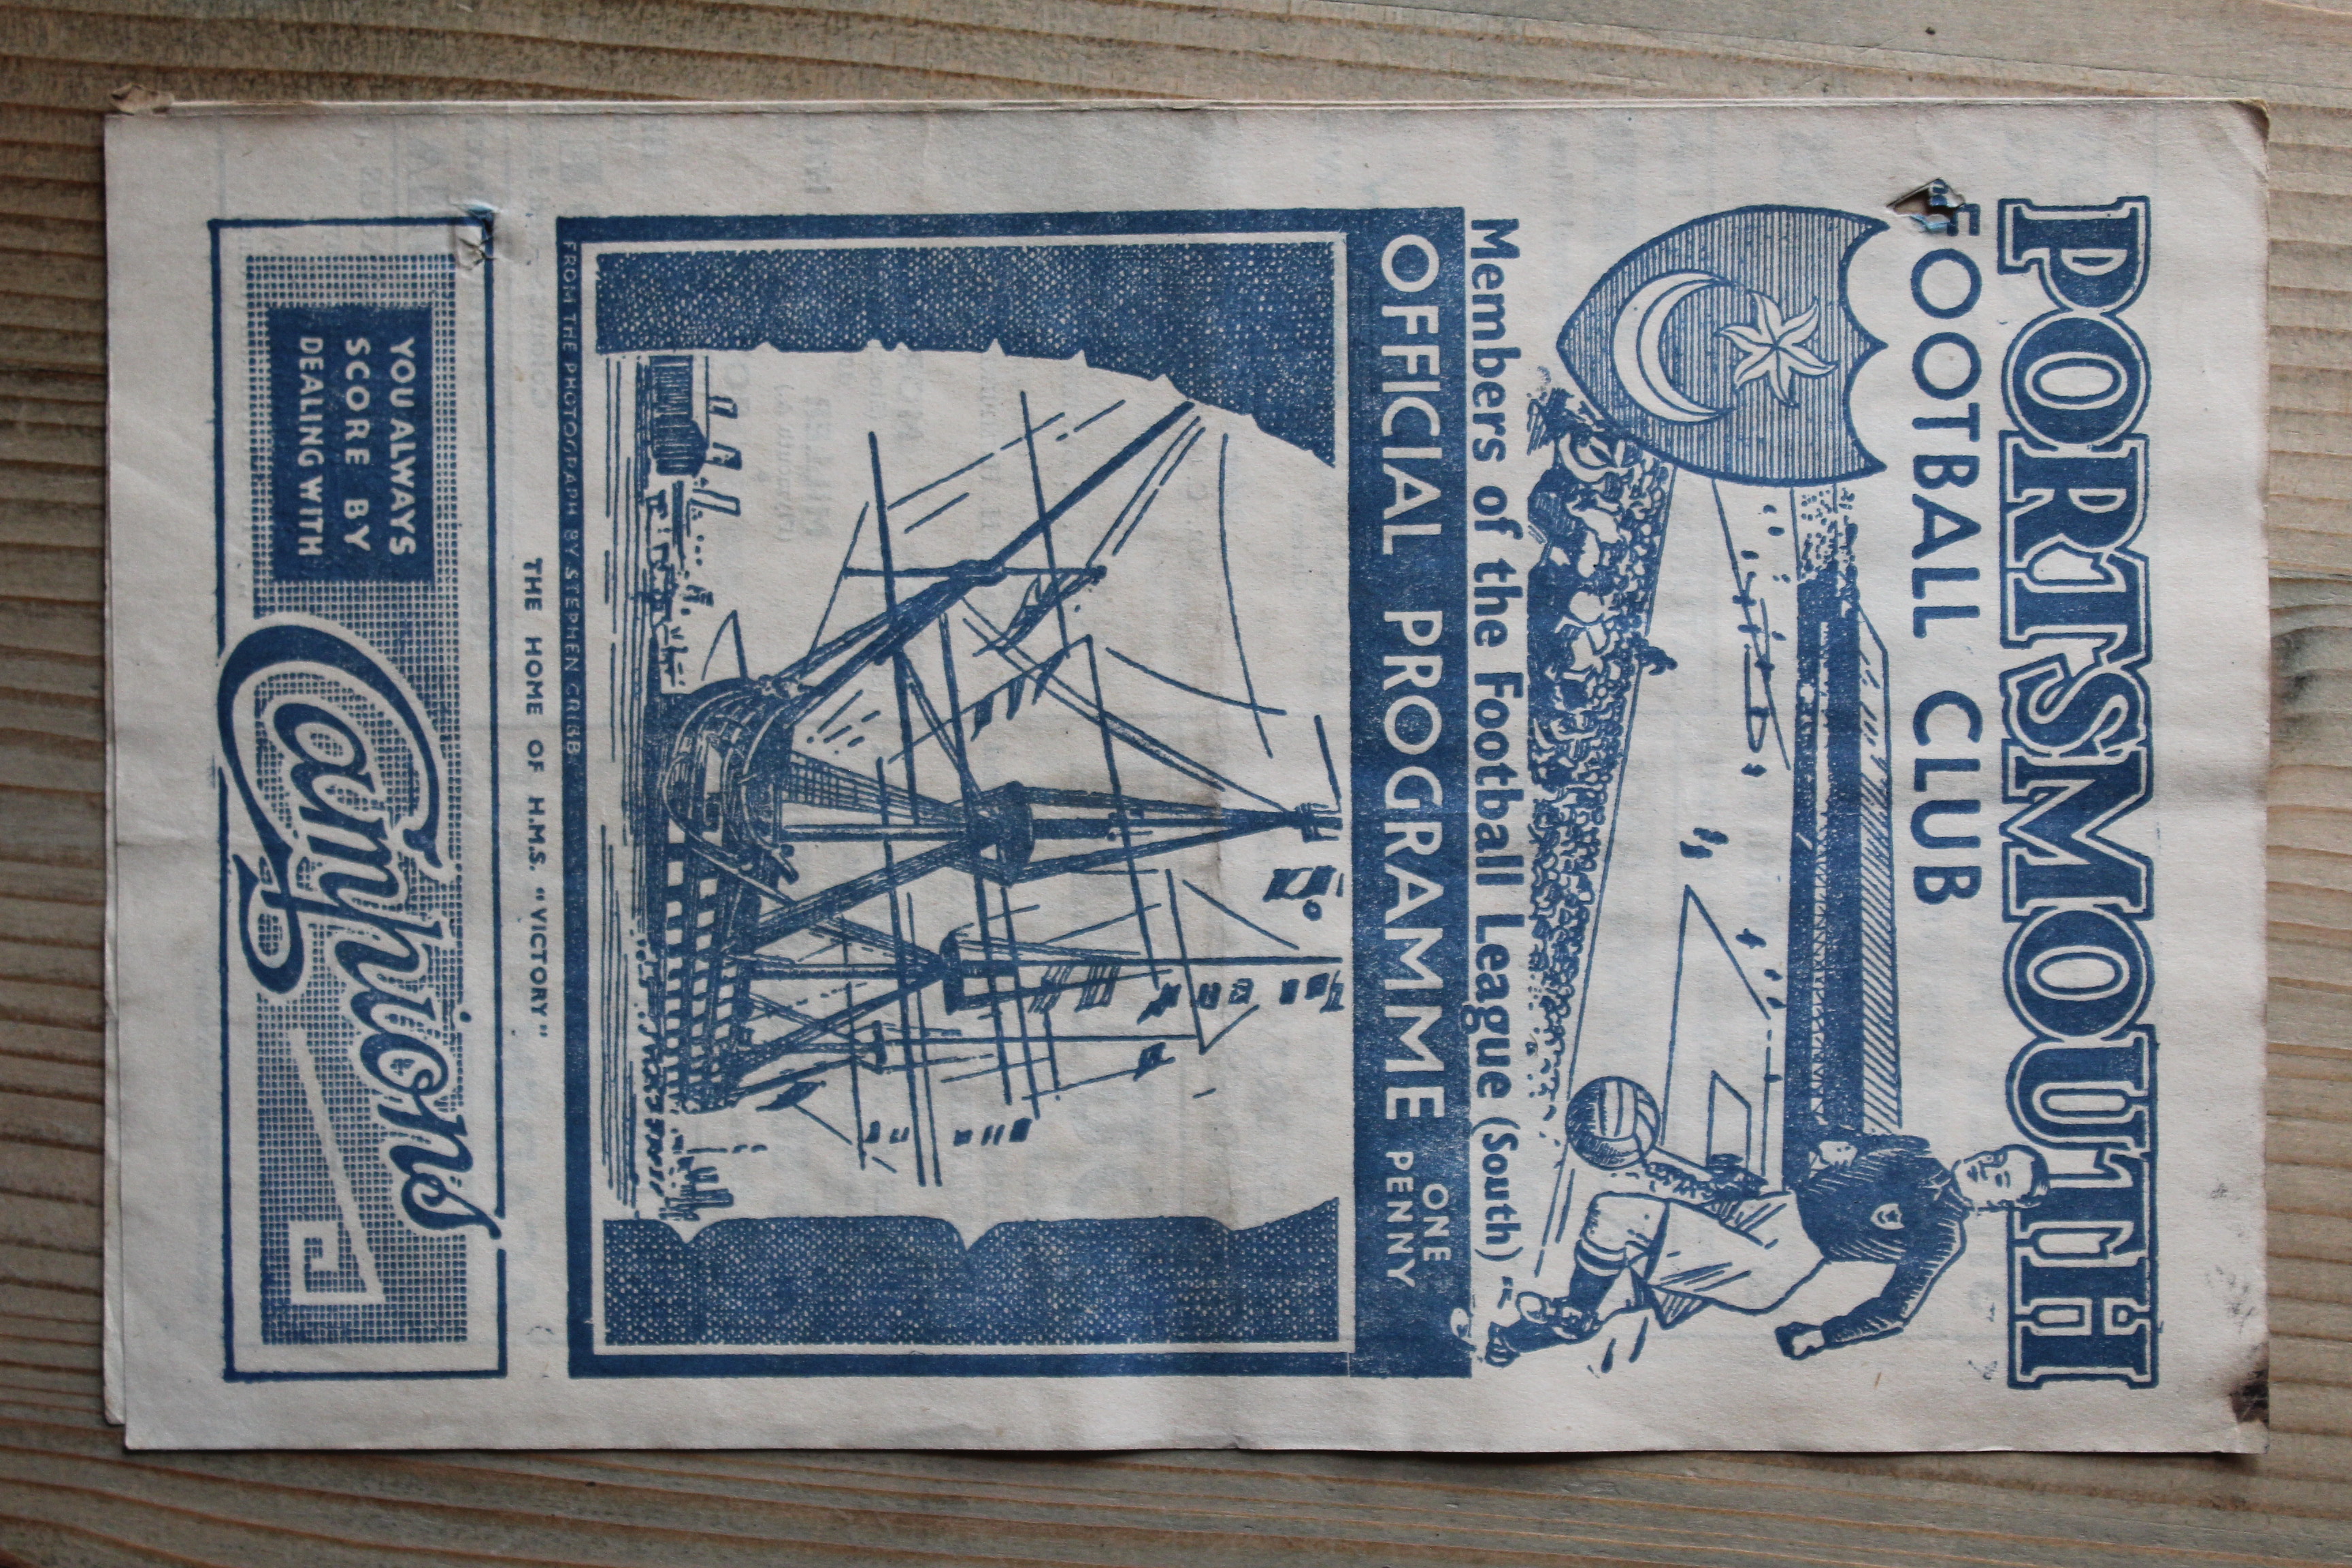 PORTSMOUTH
FOOTBALL CLUB
Members of the Football League (South)
OFFICIAL PROGRAMME ONE
PENNY
FROM THE PHOTOGRAPH BY STEPHEN CRIBB
THE HOME OF H.M.S. "VICTORY"
YOU ALWAYS
SCORE BY
DEALING WITH
Campions